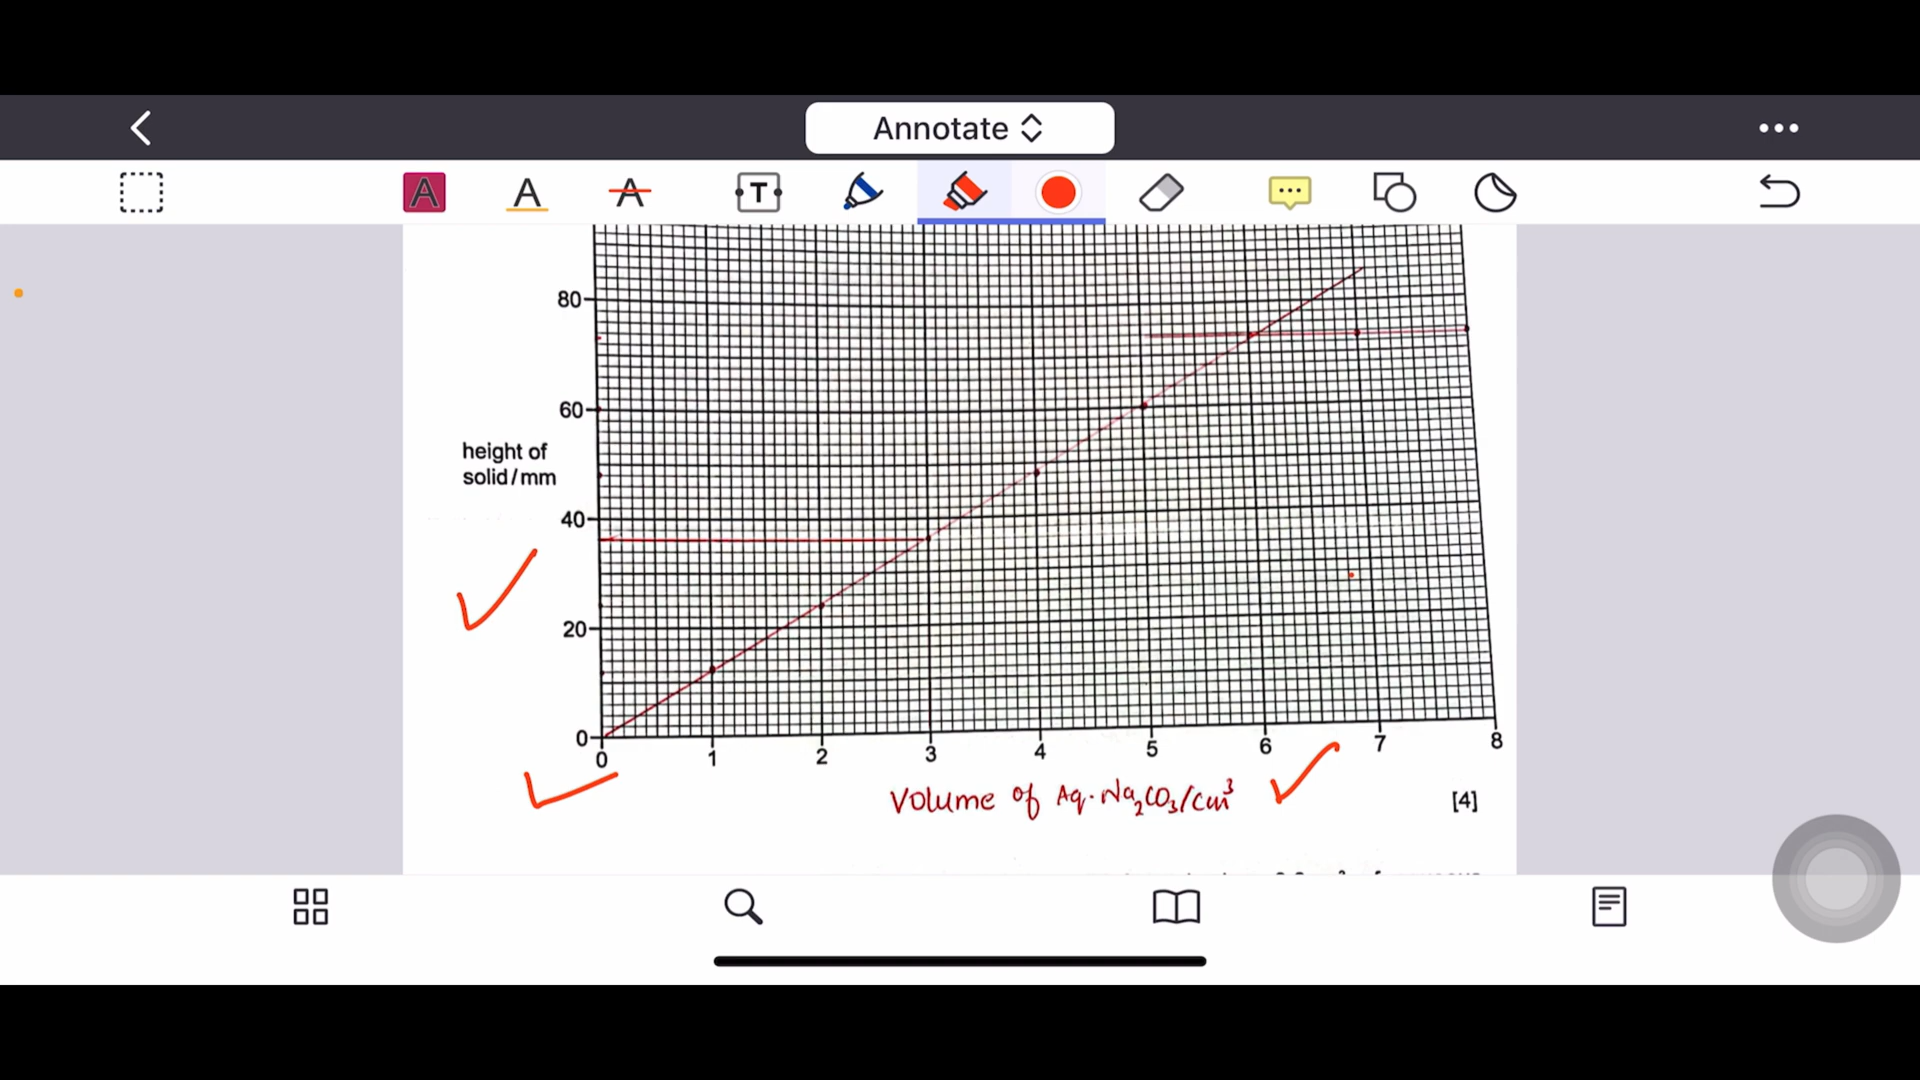 Annotate
A A A T
80
60
height of
solid/mm
40
20
0
0 1 2 3 4 5 6 7 8
Volume of Aq. Na₂CO₃/cm³
[4]